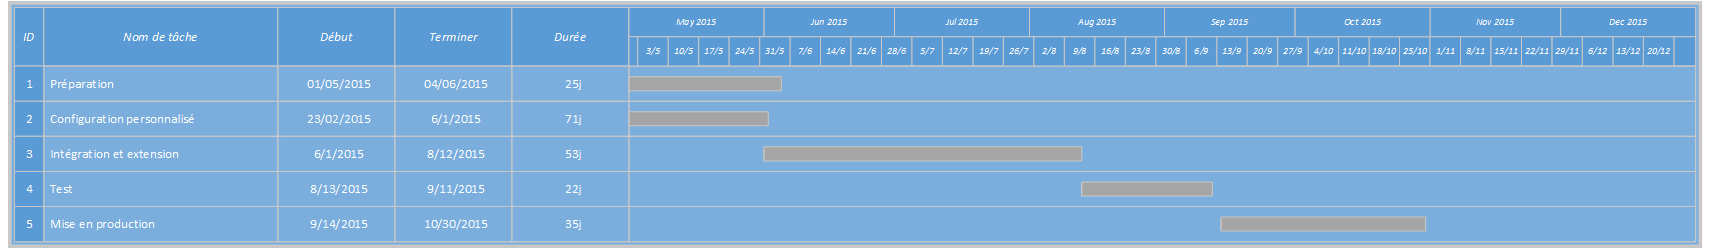 ID Nom de tâche Début Terminer Durée
May 2015 Jun 2015 Jul 2015 Aug 2015 Sep 2015 Oct 2015 Nov 2015 Dec 2015
3/5 10/5 17/5 24/5 31/5 7/6 14/6 21/6 28/6 5/7 12/7 19/7 26/7 2/8 9/8 16/8 23/8 30/8 6/9 13/9 20/9 27/9 4/10 11/10 18/10 25/10 1/11 8/11 15/11 22/11 29/11 6/12 13/12 20/12
1 Préparation 01/05/2015 04/06/2015 25j
2 Configuration personnalisé 23/02/2015 6/1/2015 71j
3 Intégration et extension 6/1/2015 8/12/2015 53j
4 Test 8/13/2015 9/11/2015 22j
5 Mise en production 9/14/2015 10/30/2015 35j